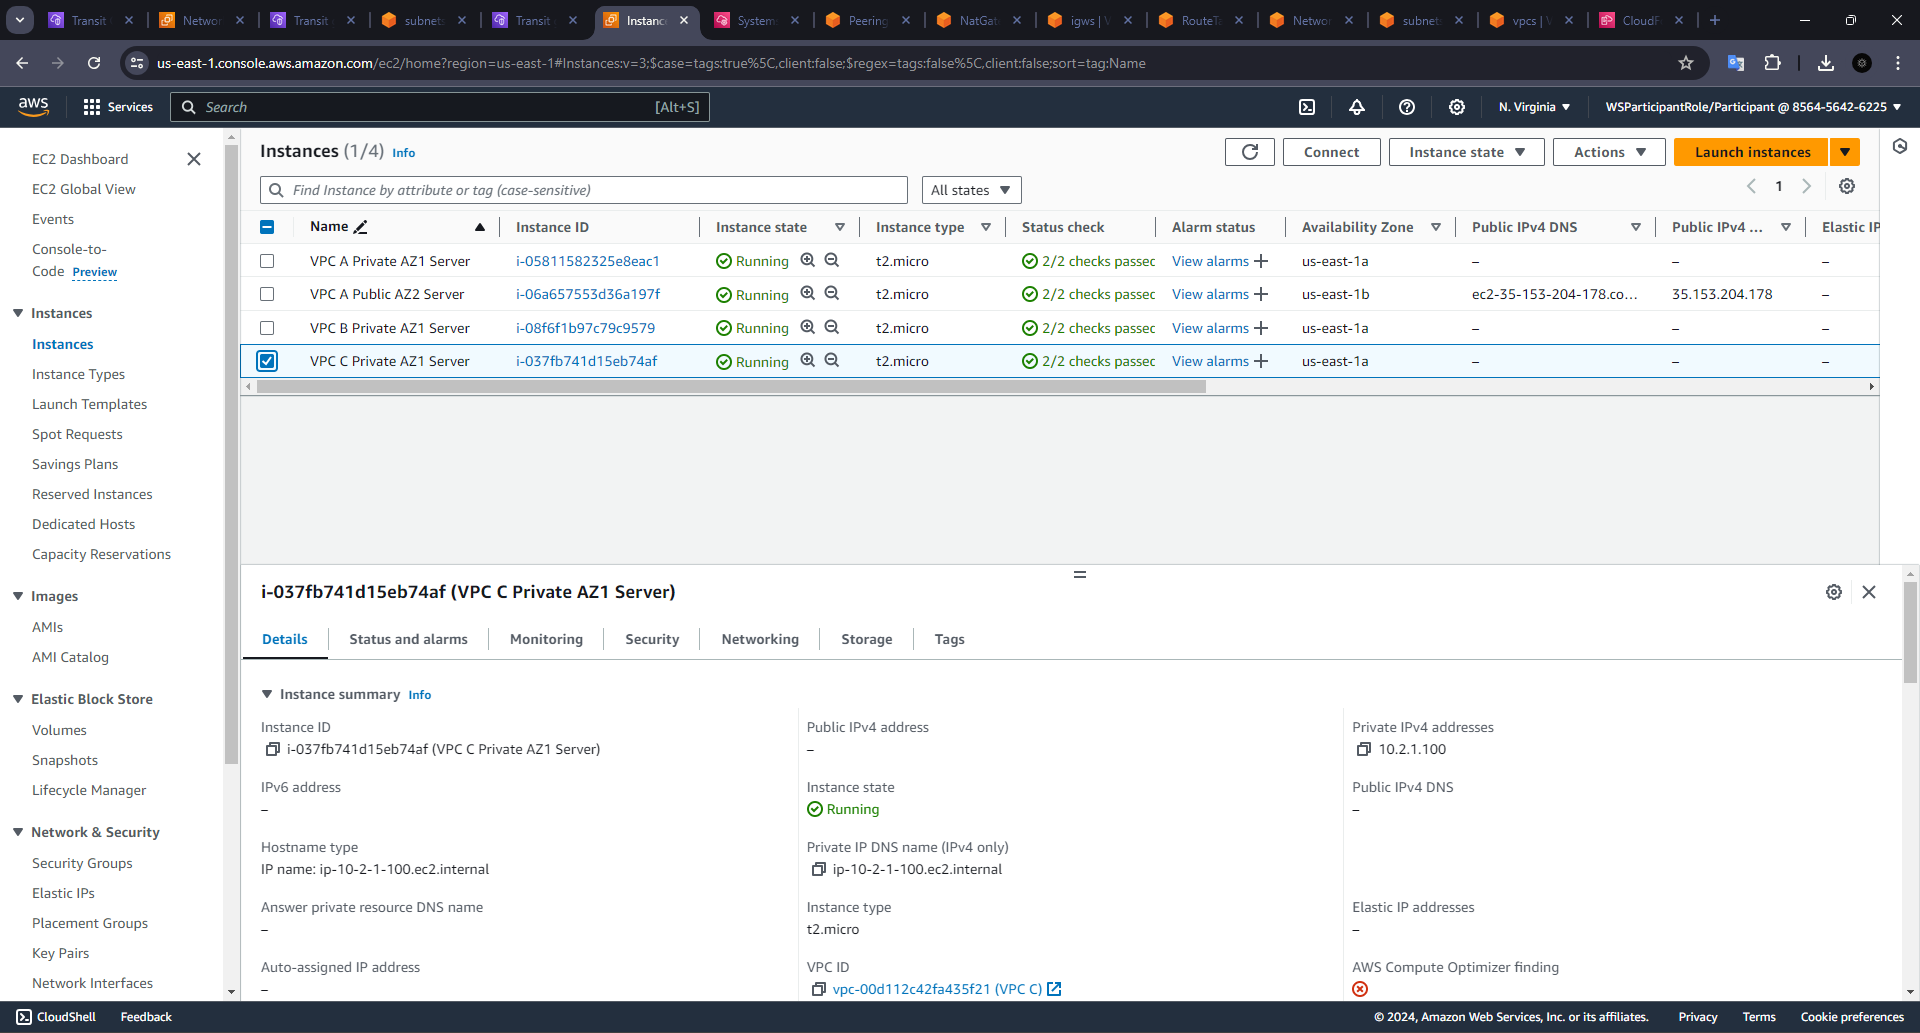 Transit
Networ
Transit
subnets
Transit
Instanc
Systems
Peering
NatGat
igws | V
RouteTa
Networ
subnets
vpcs | V
CloudF
us-east-1.console.aws.amazon.com/ec2/home?region=us-east-1#Instances:v=3;$case=tags:true%5C,client:false;$regex=tags:false%5C,client:false;sort=tag:Name
aws
Services
Search
[Alt+S]
N. Virginia
WSParticipantRole/Participant @ 8564-5642-6225
EC2 Dashboard
EC2 Global View
Events
Console-to-
Code Preview
Instances
Instances
Instance Types
Launch Templates
Spot Requests
Savings Plans
Reserved Instances
Dedicated Hosts
Capacity Reservations
Images
AMIs
AMI Catalog
Elastic Block Store
Volumes
Snapshots
Lifecycle Manager
Network & Security
Security Groups
Elastic IPs
Placement Groups
Key Pairs
Network Interfaces
Instances (1/4) Info
Connect
Instance state
Actions
Launch instances
Find Instance by attribute or tag (case-sensitive)
All states
1
Name Instance ID Instance state Instance type Status check Alarm status Availability Zone Public IPv4 DNS Public IPv4 ... Elastic IP
VPC A Private AZ1 Server i-05811582325e8eac1 Running t2.micro 2/2 checks passec View alarms + us-east-1a – – –
VPC A Public AZ2 Server i-06a657553d36a197f Running t2.micro 2/2 checks passec View alarms + us-east-1b ec2-35-153-204-178.co... 35.153.204.178 –
VPC B Private AZ1 Server i-08f6f1b97c79c9579 Running t2.micro 2/2 checks passec View alarms + us-east-1a – – –
VPC C Private AZ1 Server i-037fb741d15eb74af Running t2.micro 2/2 checks passec View alarms + us-east-1a – – –
i-037fb741d15eb74af (VPC C Private AZ1 Server)
Details
Status and alarms
Monitoring
Security
Networking
Storage
Tags
Instance summary Info
Instance ID
i-037fb741d15eb74af (VPC C Private AZ1 Server)
Public IPv4 address
–
Private IPv4 addresses
10.2.1.100
IPv6 address
–
Instance state
Running
Public IPv4 DNS
–
Hostname type
IP name: ip-10-2-1-100.ec2.internal
Private IP DNS name (IPv4 only)
ip-10-2-1-100.ec2.internal
Answer private resource DNS name
–
Instance type
t2.micro
Elastic IP addresses
–
Auto-assigned IP address
–
VPC ID
vpc-00d112c42fa435f21 (VPC C)
AWS Compute Optimizer finding
CloudShell
Feedback
© 2024, Amazon Web Services, Inc. or its affiliates.
Privacy
Terms
Cookie preferences